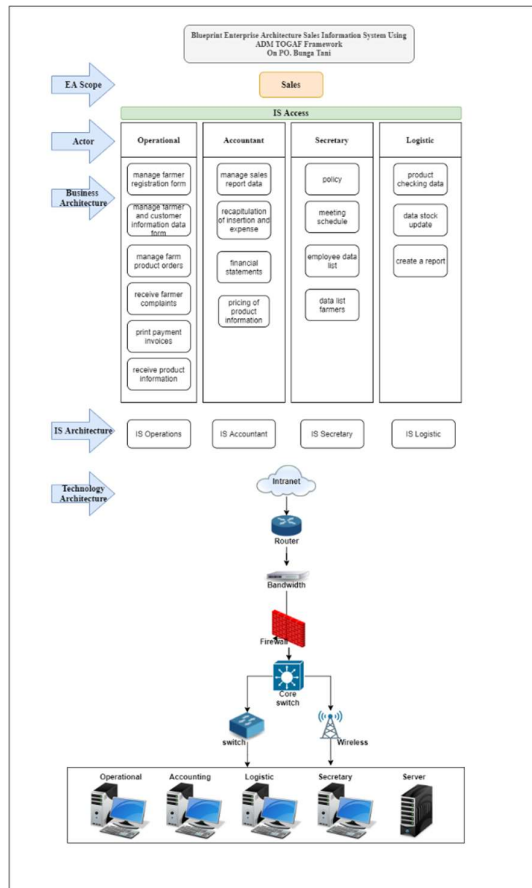 Blueprint Enterprise Architecture Sales Information System Using
ADM TOGAF Framework
On PO. Bunga Tani
EA Scope
Sales
IS Access
Actor
Operational
Accountant
Secretary
Logistic
Business
Architecture
manage farmer
registration form
manage farmer
and customer
information data
form
manage farm
product orders
receive farmer
complaints
print payment
invoices
receive product
information
manage sales
report data
recapitulation of
insertion and
expense
financial
statements
pricing of
product
information
policy
meeting
schedule
employee data
list
data list
farmers
product
checking data
data stock
update
create a report
IS Architecture
IS Operations
IS Accountant
IS Secretary
IS Logistic
Technology
Architecture
Intranet
Router
Bandwidth
Firewall
Core
switch
switch
Wireless
Operational
Accounting
Logistic
Secretary
Server